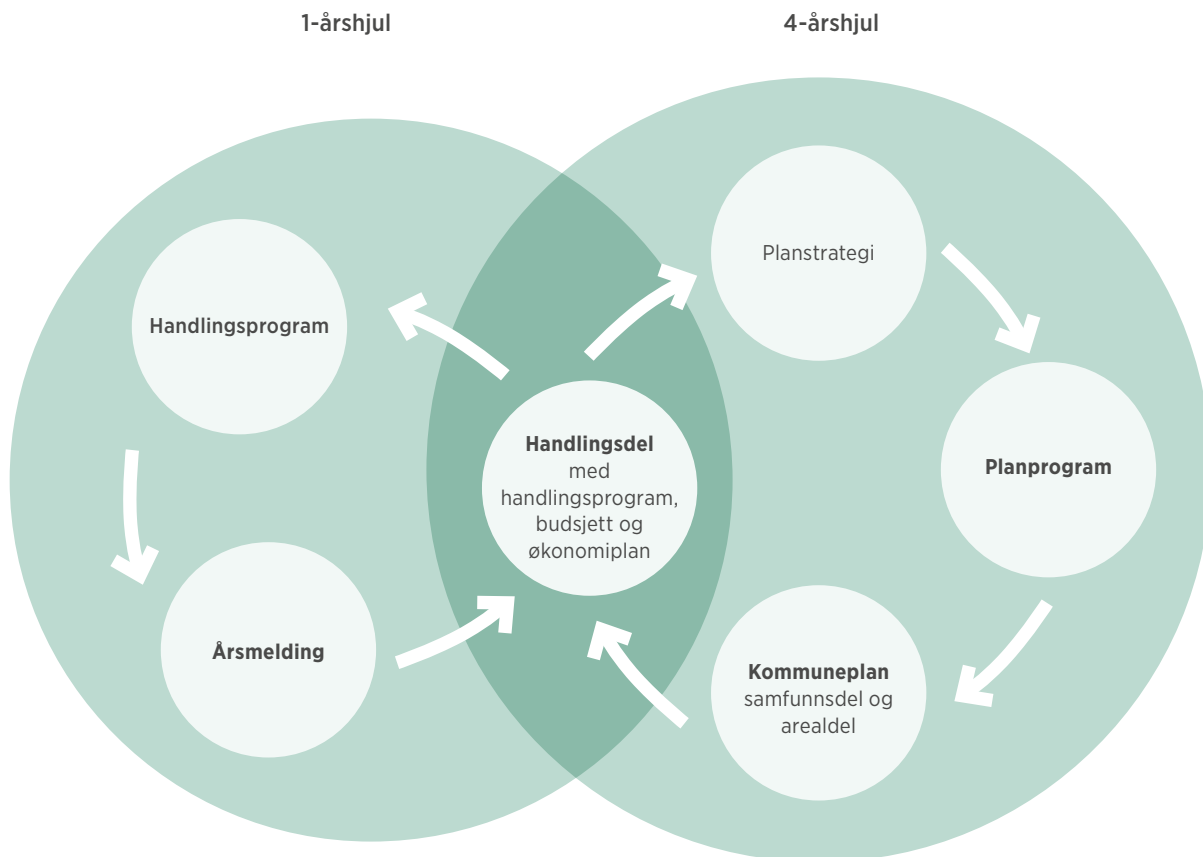 1-årshjul
4-årshjul
Handlingsprogram
Årsmelding
Handlingsdel
med
handlingsprogram,
budsjett og
økonomiplan
Planstrategi
Planprogram
Kommuneplan
samfunnsdel og
arealdel